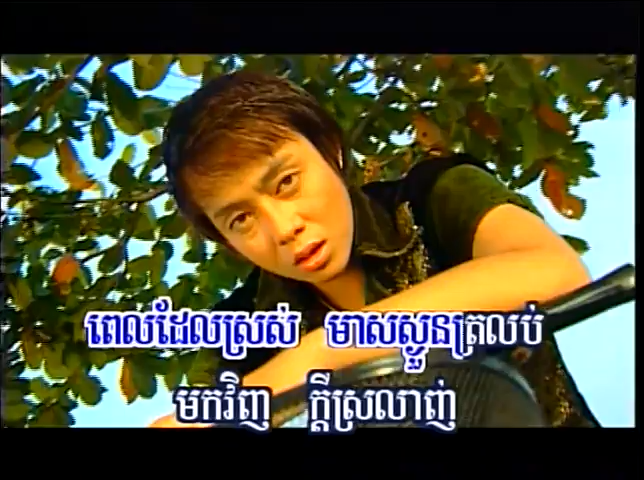 ពេលដែលស្រស់ មាសស្ងួនត្រលប់
មកវិញ ក្ដីស្រលាញ់